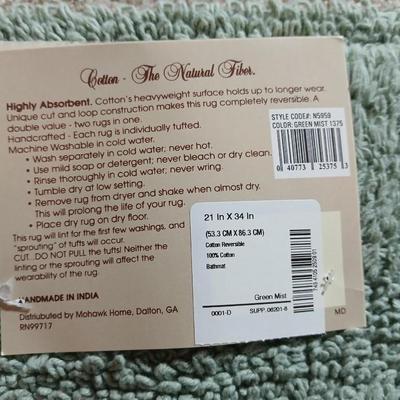 Cotton - The Natural Fiber.
Highly Absorbent. Cotton's heavyweight surface holds up to longer wear.
Unique cut and loop construction makes this rug completely reversible. A
double value - two rugs in one.
Handcrafted - Each rug is individually tufted.
Machine Washable in cold water.
• Wash separately in cold water; never hot.
• Use mild soap or detergent; never bleach or dry clean.
• Rinse thoroughly in cold water; never wring.
• Tumble dry at low setting.
• Remove rug from dryer and shake when almost dry.
This will prolong the life of your rug.
• Place dry rug on dry floor.
This rug will lint for the first few washings, and
"sprouting" of tufts will occur.
CUT...DO NOT PULL the tufts! Neither the
linting or the sprouting will affect the
wearability of the rug.
HANDMADE IN INDIA
Distributed by Mohawk Home, Dalton, GA
RN99717
STYLE CODE#: N5959
COLOR: GREEN MIST 1375
0 40773 25375 3
21 In X 34 In
(53.3 CM X 86.3 CM)
Cotton Reversible
100% Cotton
Bathmat
Green Mist
0001-D
SUPP. 06201-6
MD